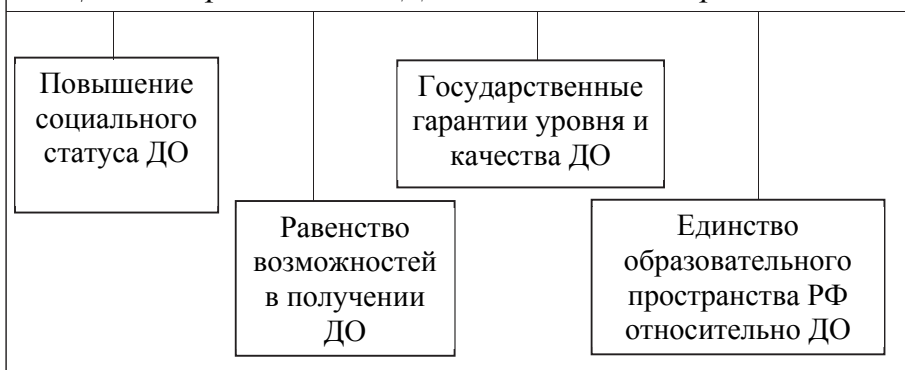 Повышение
социального
статуса ДО
Государственные
гарантии уровня и
качества ДО
Равенство
возможностей
в получении
ДО
Единство
образовательного
пространства РФ
относительно ДО